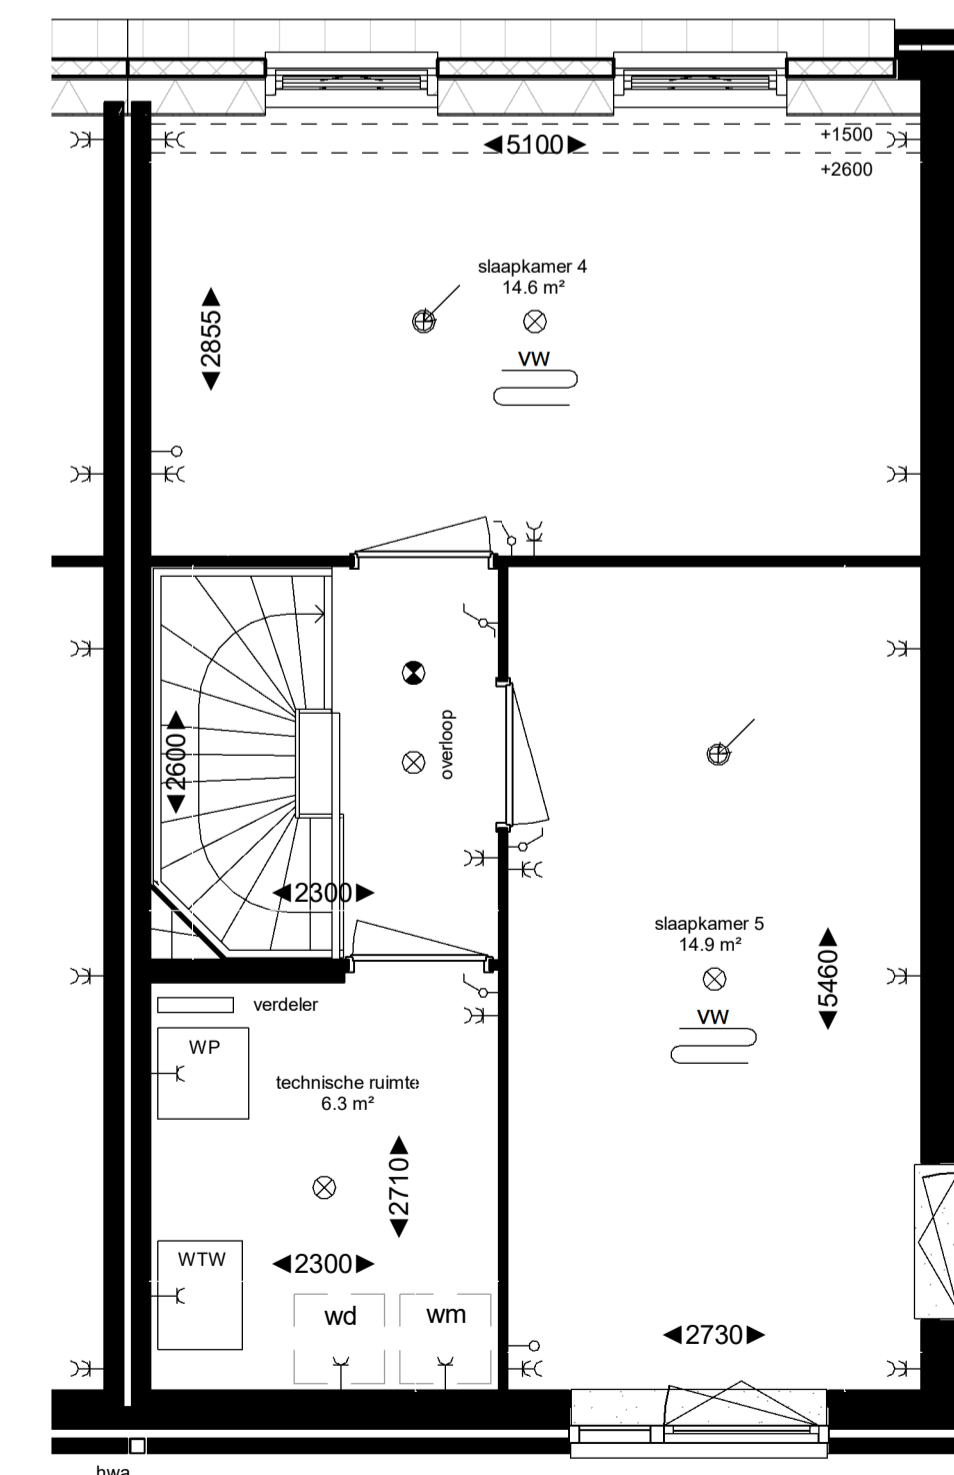 5100
+1500
+2600
slaapkamer 4
14.6 m²
2855
VW
overloop
2600
2300
slaapkamer 5
14.9 m²
5460
VW
verdeler
WP
technische ruimte
6.3 m²
2710
WTW
2300
wd
wm
2730
hwa